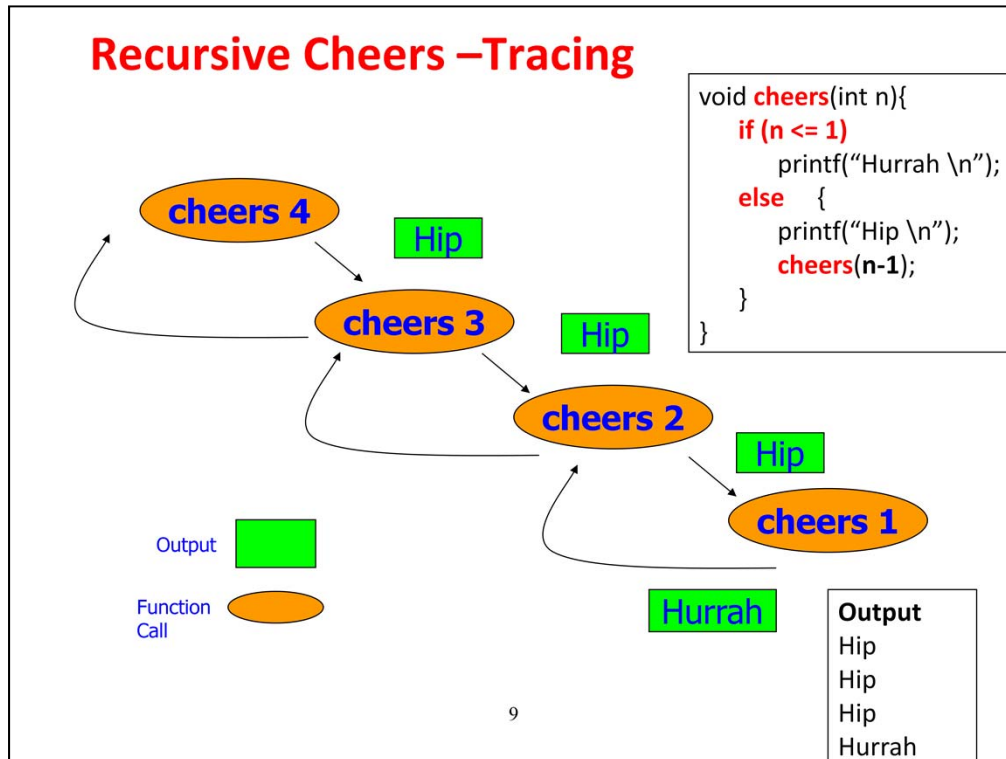 Recursive Cheers –Tracing
void cheers(int n){
if (n <= 1)
printf(“Hurrah \n”);
else {
printf(“Hip \n”);
cheers(n-1);
}
}
cheers 4
Hip
cheers 3
Hip
cheers 2
Hip
cheers 1
Hurrah
Output
Function
Call
Output
Hip
Hip
Hip
Hurrah
9